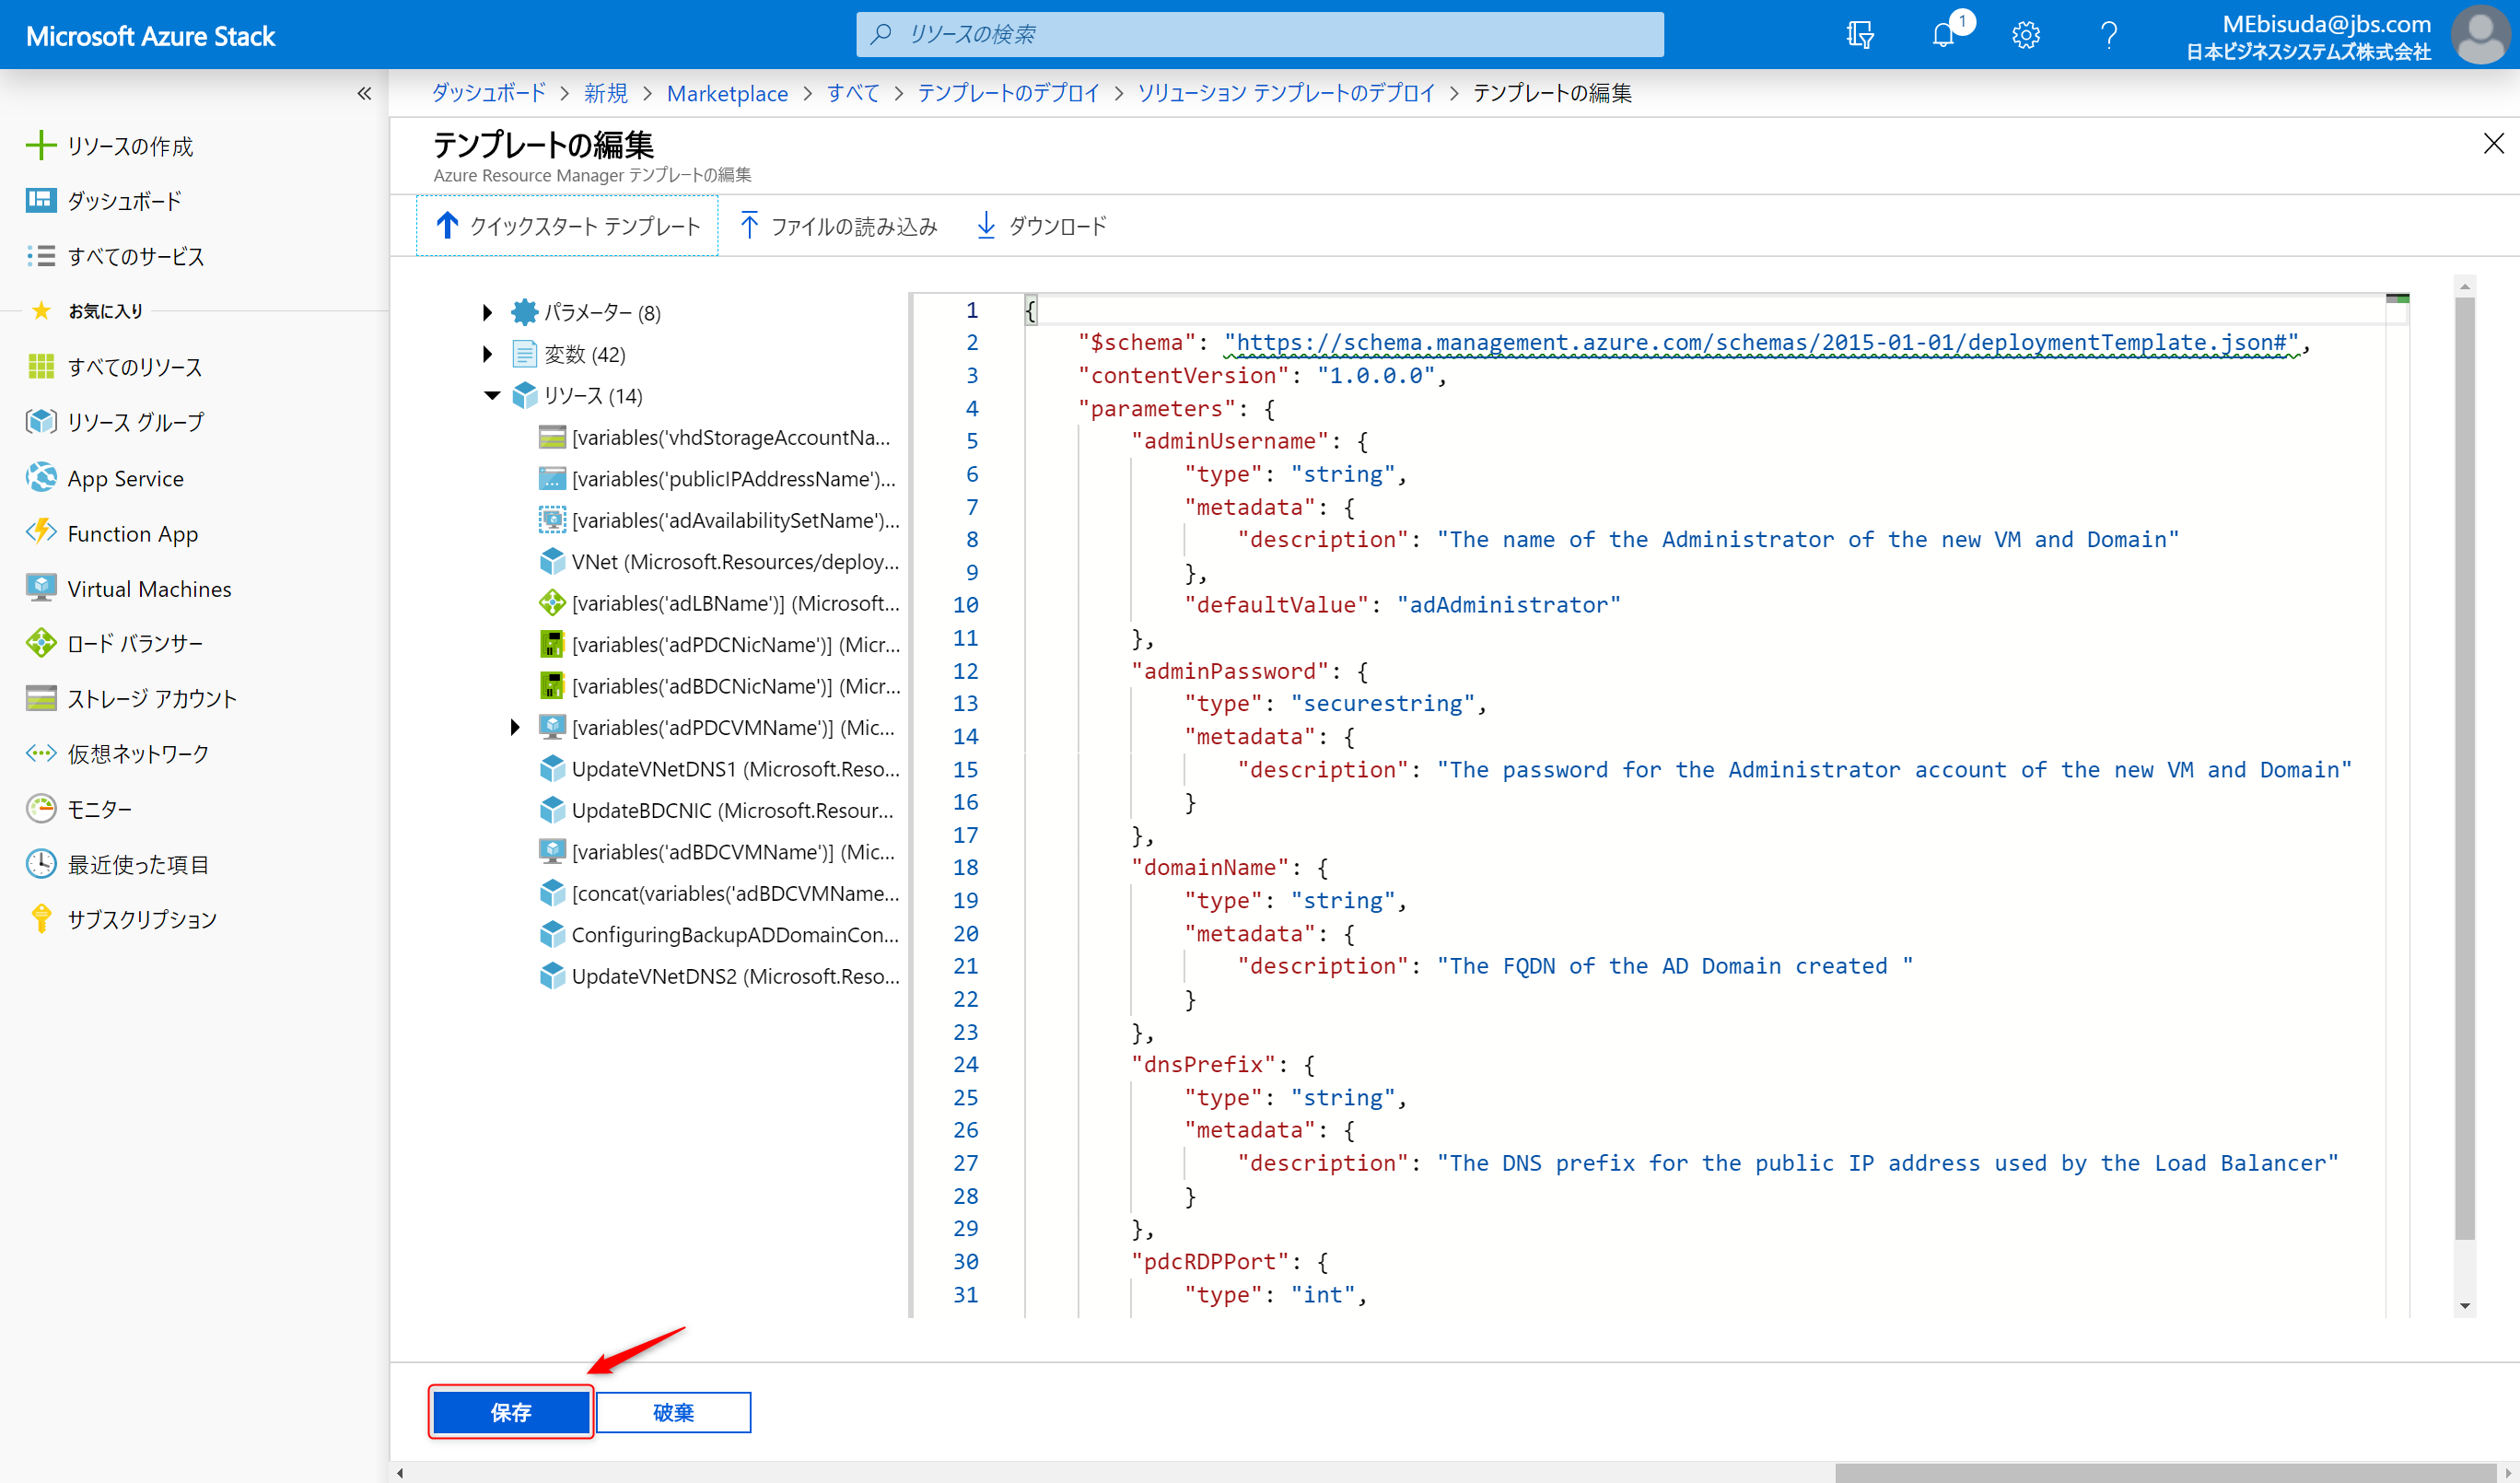 Microsoft Azure Stack
リソースの検索
1
MEbisuda@jbs.com
日本ビジネスシステムズ株式会社
ダッシュボード > 新規 > Marketplace > すべて > テンプレートのデプロイ > ソリューション テンプレートのデプロイ > テンプレートの編集
テンプレートの編集
Azure Resource Manager テンプレートの編集
クイックスタート テンプレート
ファイルの読み込み
ダウンロード
リソースの作成
ダッシュボード
すべてのサービス
お気に入り
すべてのリソース
リソース グループ
App Service
Function App
Virtual Machines
ロード バランサー
ストレージ アカウント
仮想ネットワーク
モニター
最近使った項目
サブスクリプション
パラメーター (8)
変数 (42)
リソース (14)
[variables('vhdStorageAccountNa...
[variables('publicIPAddressName')...
[variables('adAvailabilitySetName')...
VNet (Microsoft.Resources/deploy...
[variables('adLBName')] (Microsoft...
[variables('adPDCNicName')] (Micr...
[variables('adBDCNicName')] (Micr...
[variables('adPDCVMName')] (Mic...
UpdateVNetDNS1 (Microsoft.Reso...
UpdateBDCNIC (Microsoft.Resour...
[variables('adBDCVMName')] (Mic...
[concat(variables('adBDCVMName...
ConfiguringBackupADDomainCon...
UpdateVNetDNS2 (Microsoft.Reso...
1 {
2 "$schema": "https://schema.management.azure.com/schemas/2015-01-01/deploymentTemplate.json#",
3 "contentVersion": "1.0.0.0",
4 "parameters": {
5 "adminUsername": {
6 "type": "string",
7 "metadata": {
8 "description": "The name of the Administrator of the new VM and Domain"
9 },
10 "defaultValue": "adAdministrator"
11 },
12 "adminPassword": {
13 "type": "securestring",
14 "metadata": {
15 "description": "The password for the Administrator account of the new VM and Domain"
16 }
17 },
18 "domainName": {
19 "type": "string",
20 "metadata": {
21 "description": "The FQDN of the AD Domain created "
22 }
23 },
24 "dnsPrefix": {
25 "type": "string",
26 "metadata": {
27 "description": "The DNS prefix for the public IP address used by the Load Balancer"
28 }
29 },
30 "pdcRDPPort": {
31 "type": "int",
保存
破棄